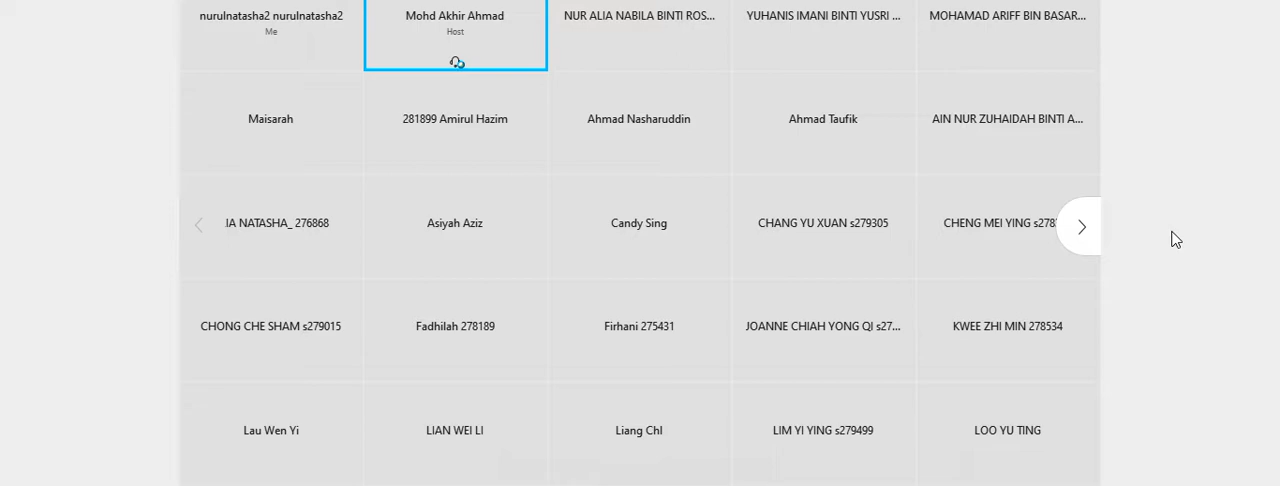 nurulnatasha2 nurulnatasha2
Me
Mohd Akhir Ahmad
Host
NUR ALIA NABILA BINTI ROS...
YUHANIS IMANI BINTI YUSRI ...
MOHAMAD ARIFF BIN BASAR...
Maisarah
281899 Amirul Hazim
Ahmad Nasharuddin
Ahmad Taufik
AIN NUR ZUHAIDAH BINTI A...
IA NATASHA_ 276868
Asiyah Aziz
Candy Sing
CHANG YU XUAN s279305
CHENG MEI YING s278
CHONG CHE SHAM s279015
Fadhilah 278189
Firhani 275431
JOANNE CHIAH YONG QI s27...
KWEE ZHI MIN 278534
Lau Wen Yi
LIAN WEI LI
Liang ChI
LIM YI YING s279499
LOO YU TING